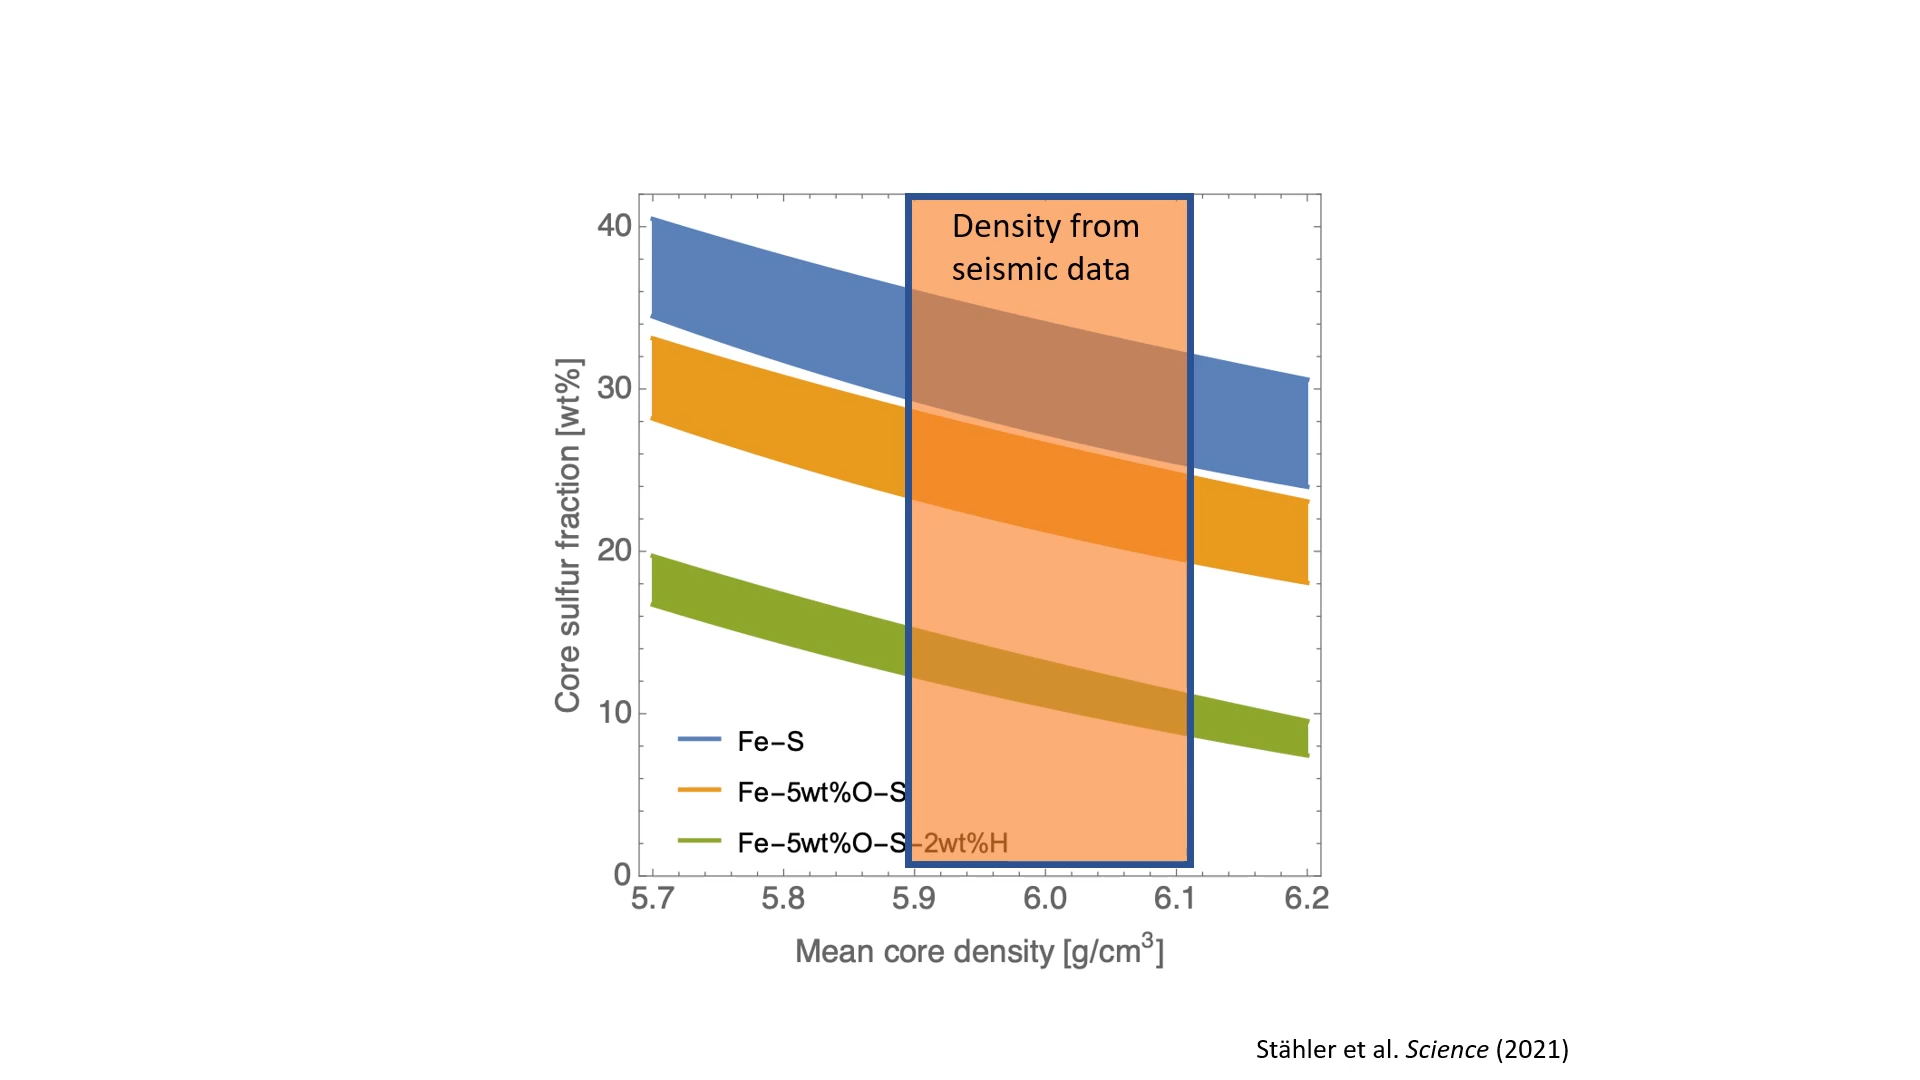 Density from
seismic data
40
30
20
10
0
Core sulfur fraction [wt%]
Fe–S
Fe–5wt%O–S
Fe–5wt%O–S–2wt%H
5.7 5.8 5.9 6.0 6.1 6.2
Mean core density [g/cm³]
Stähler et al. Science (2021)